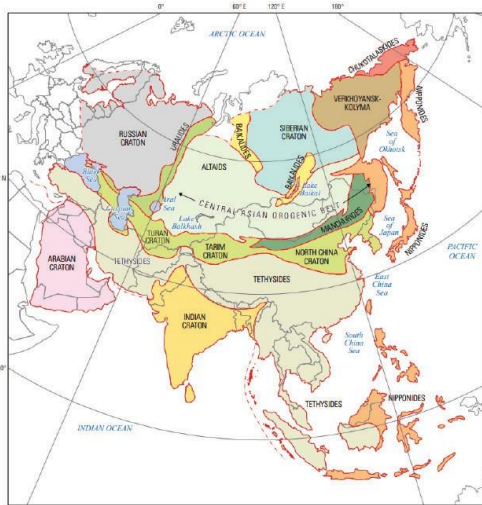 0°
60° E
120° E
180°
ARCTIC OCEAN
CHUKOTALASKIDES
NIPPONIDES
VERKHOYANSK-
KOLYMA
RUSSIAN
CRATON
URALIDES
BAIKALIDES
SIBERIAN
CRATON
Sea of
Okhotsk
ALTAIDS
BAIKALIDES
Lake
Baikal
Black
Sea
Aral
Sea
CENTRAL ASIAN OROGENIC BELT
Lake
Balkhash
MANCHURIDES
Sea
of
Japan
NIPPONIDES
N
TURAN
CRATON
TARIM
CRATON
NORTH CHINA
CRATON
PACIFIC
OCEAN
ARABIAN
CRATON
TETHYSIDES
TETHYSIDES
East
China
Sea
INDIAN
CRATON
South
China
Sea
0°
TETHYSIDES
NIPPONIDES
INDIAN OCEAN